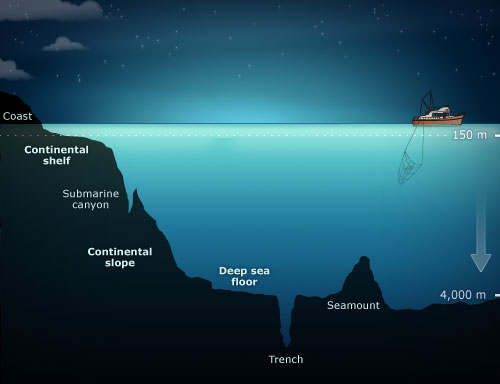 Coast
150 m
Continental
shelf
Submarine
canyon
Continental
slope
Deep sea
floor
4,000 m
Seamount
Trench